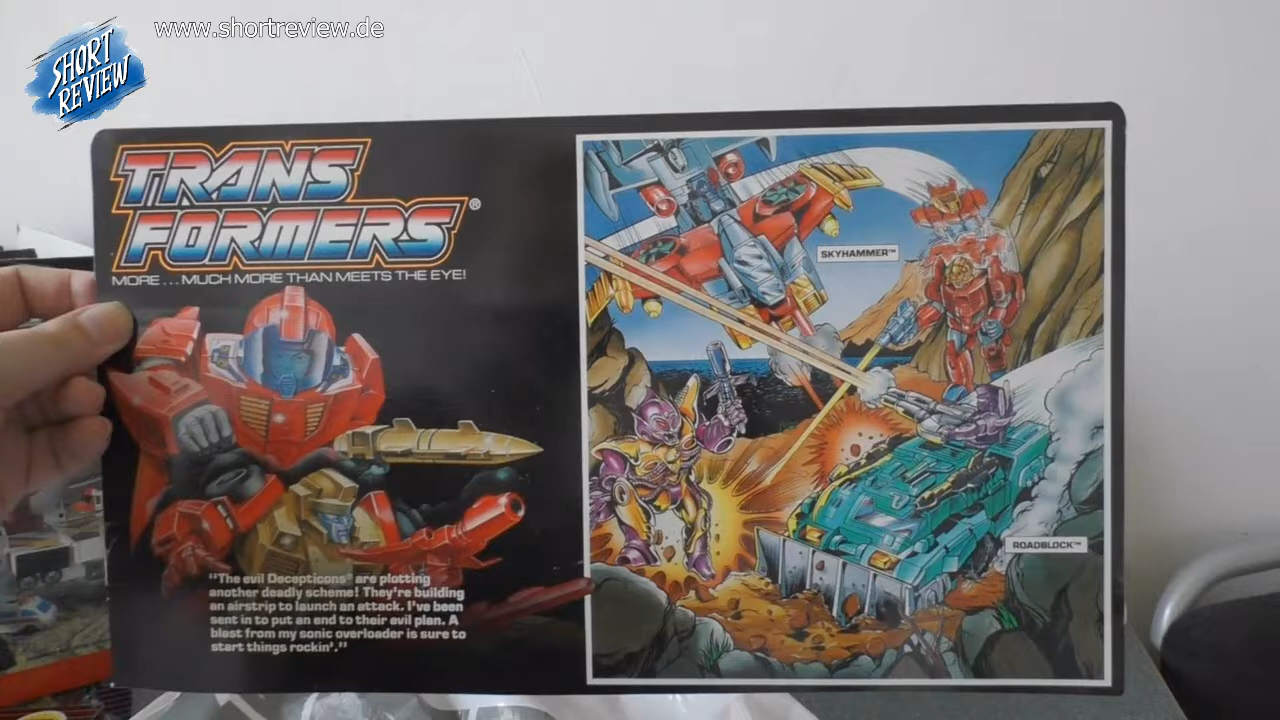 www.shortreview.de
SHORT
REVIEW
TRANS
FORMERS®
MORE...MUCH MORE THAN MEETS THE EYE!
SKYHAMMER™
ROADBLOCK™
"The evil Decepticons® are plotting
another deadly scheme! They're building
an airstrip to launch an attack. I've been
sent in to put an end to their evil plan. A
blast from my sonic overloader is sure to
start things rockin'."